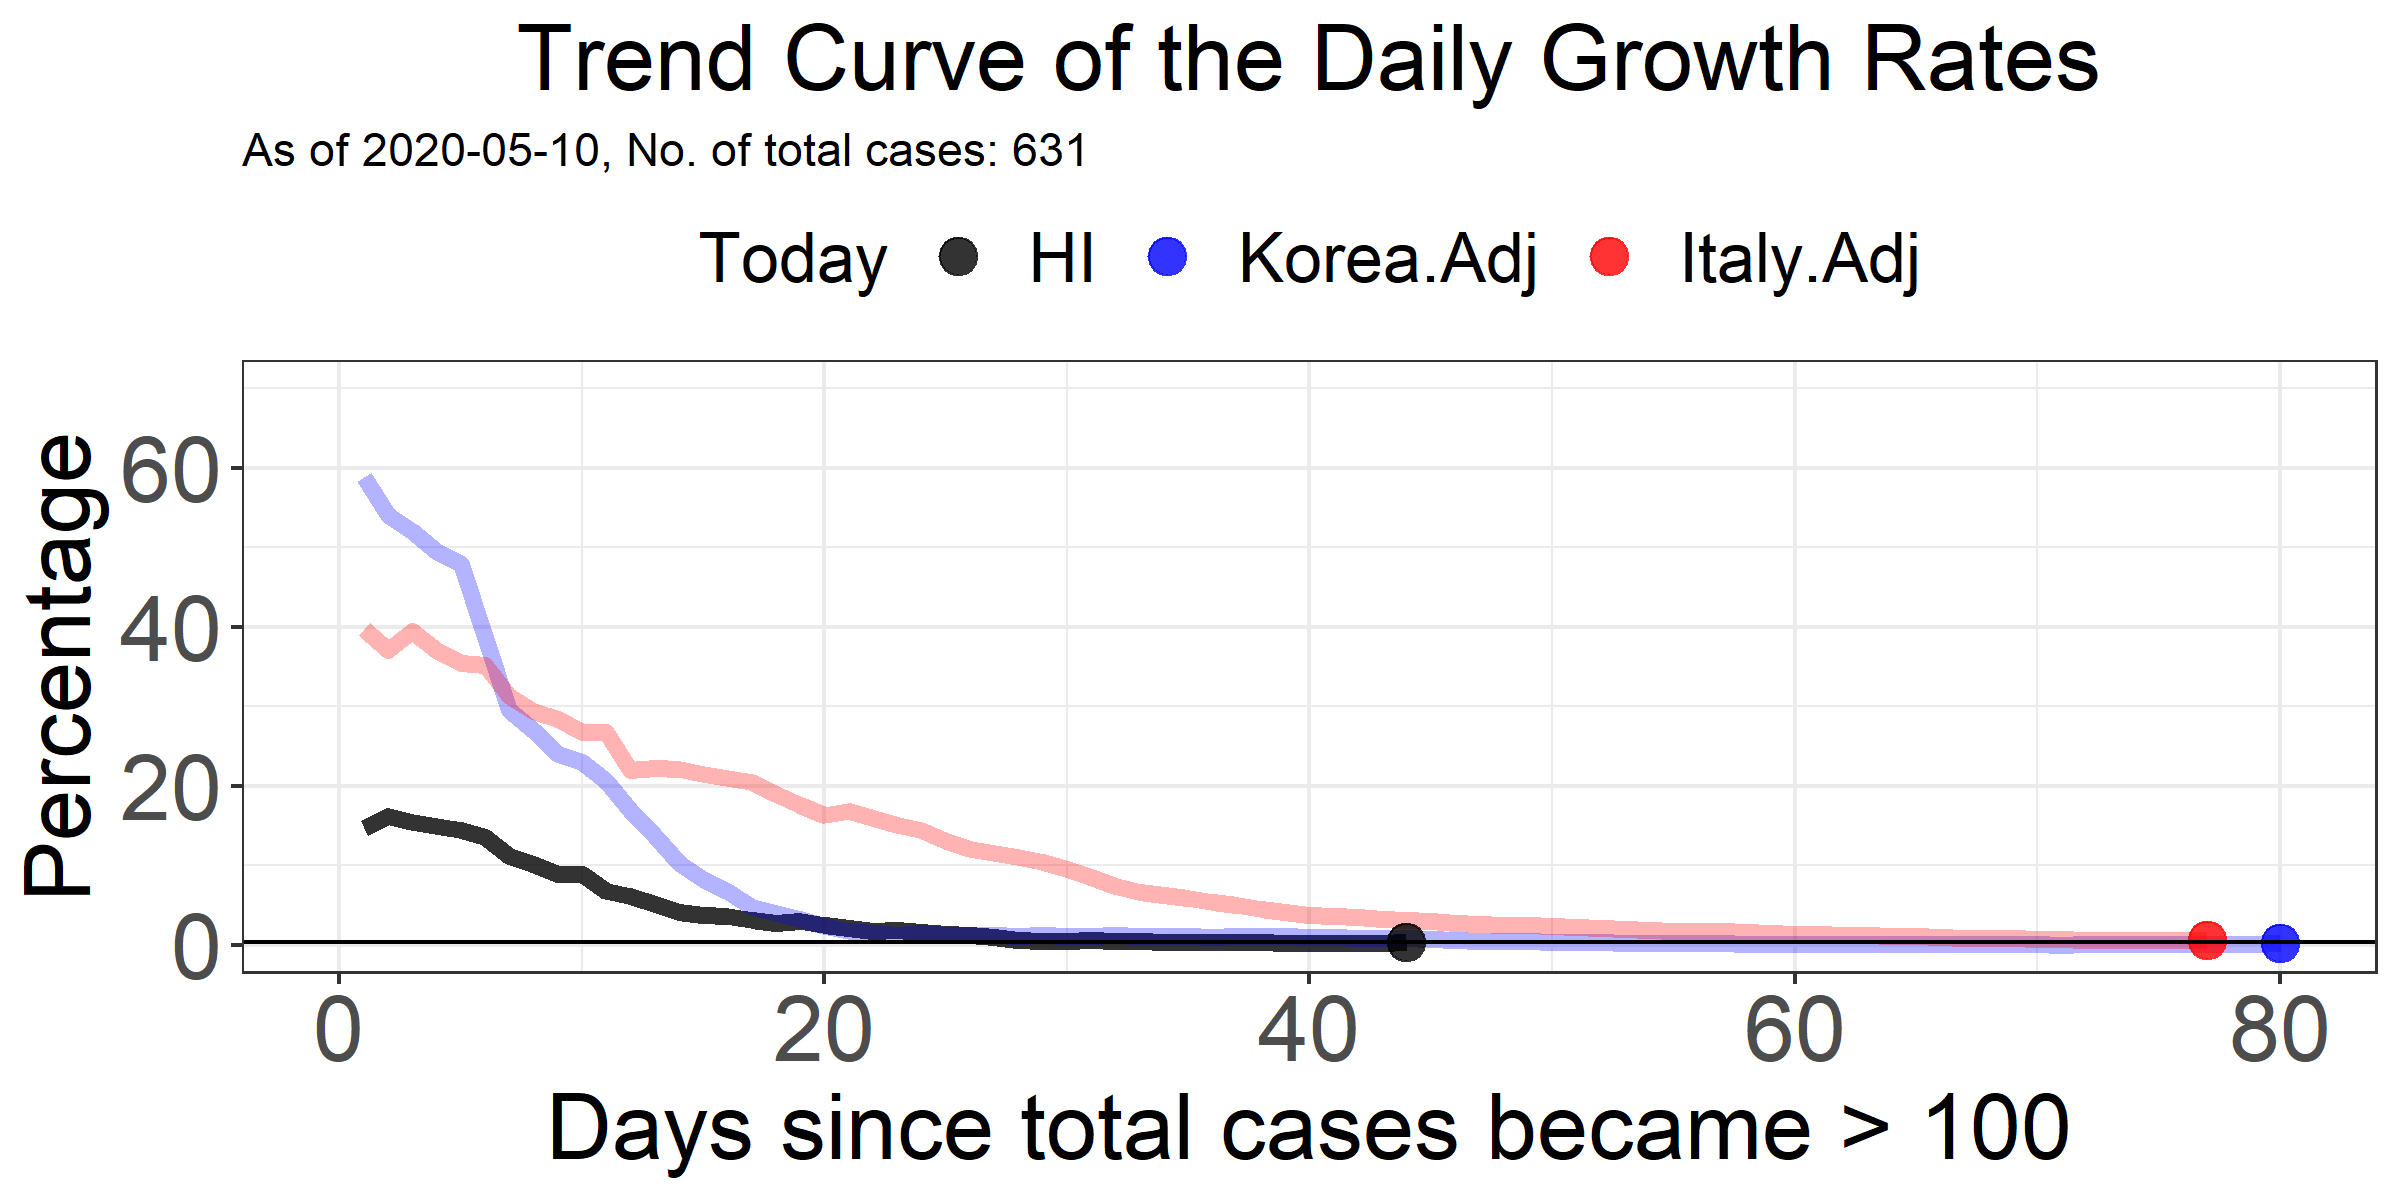 Trend Curve of the Daily Growth Rates
As of 2020-05-10, No. of total cases: 631
Today HI Korea.Adj Italy.Adj
Percentage
60
40
20
0
0 20 40 60 80
Days since total cases became > 100